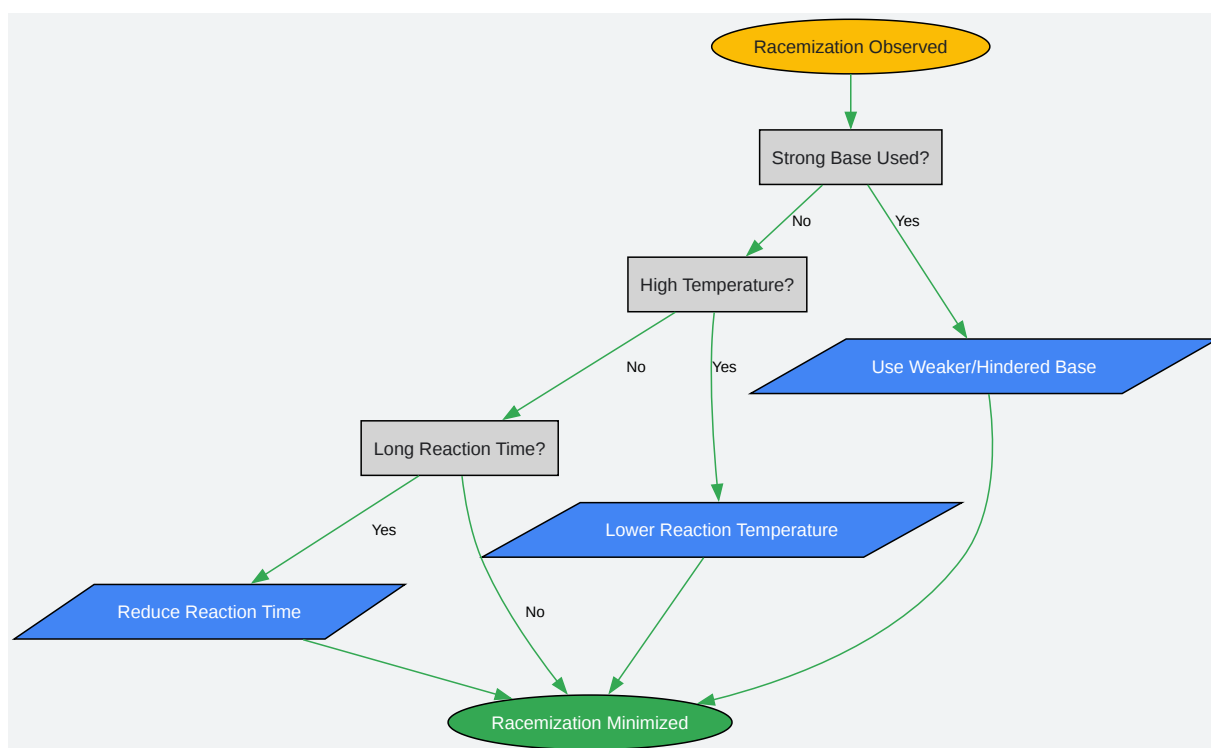 Racemization Observed
Strong Base Used?
No
Yes
High Temperature?
No
Yes
Use Weaker/Hindered Base
Long Reaction Time?
Yes
Lower Reaction Temperature
Reduce Reaction Time
No
Racemization Minimized